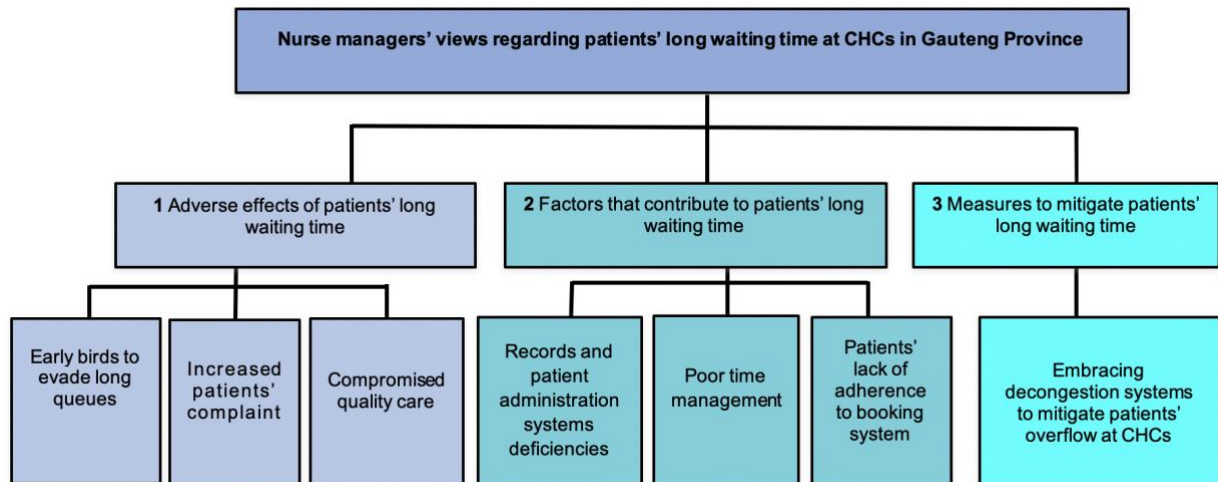 Nurse managers' views regarding patients' long waiting time at CHCs in Gauteng Province
1 Adverse effects of patients' long
waiting time
2 Factors that contribute to patients' long
waiting time
3 Measures to mitigate patients'
long waiting time
Early birds to
evade long
queues
Increased
patients'
complaint
Compromised
quality care
Records and
patient
administration
systems
deficiencies
Poor time
management
Patients'
lack of
adherence
to booking
system
Embracing
decongestion systems
to mitigate patients'
overflow at CHCs